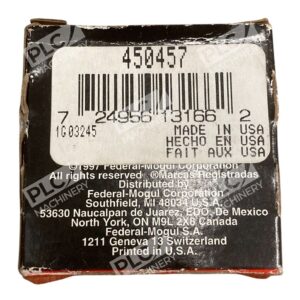 450457
7 24956 13166 2
1G03245
MADE IN USA
HECHO EN USA
FAIT AUX USA
©1997 Federal-Mogul Corporation
All rights reserved ®Marcas Registradas
Distributed by
Federal-Mogul Corporation
Southfield, MI 48034 U.S.A.
53630 Naucalpan de Juarez, EDO. De Mexico
North York, ON M9L 2X6 Canada
Federal-Mogul S.A.
1211 Geneva 13 Switzerland
Printed in U.S.A.
PLC
MACHINERY